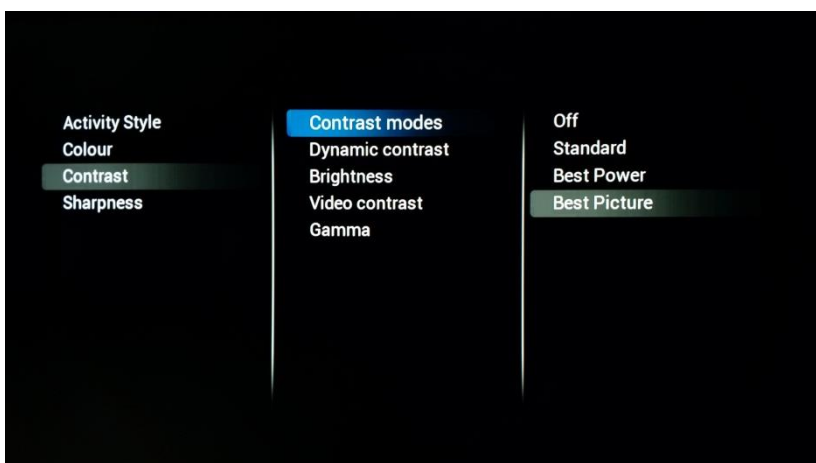 Activity Style
Colour
Contrast
Sharpness
Contrast modes
Dynamic contrast
Brightness
Video contrast
Gamma
Off
Standard
Best Power
Best Picture